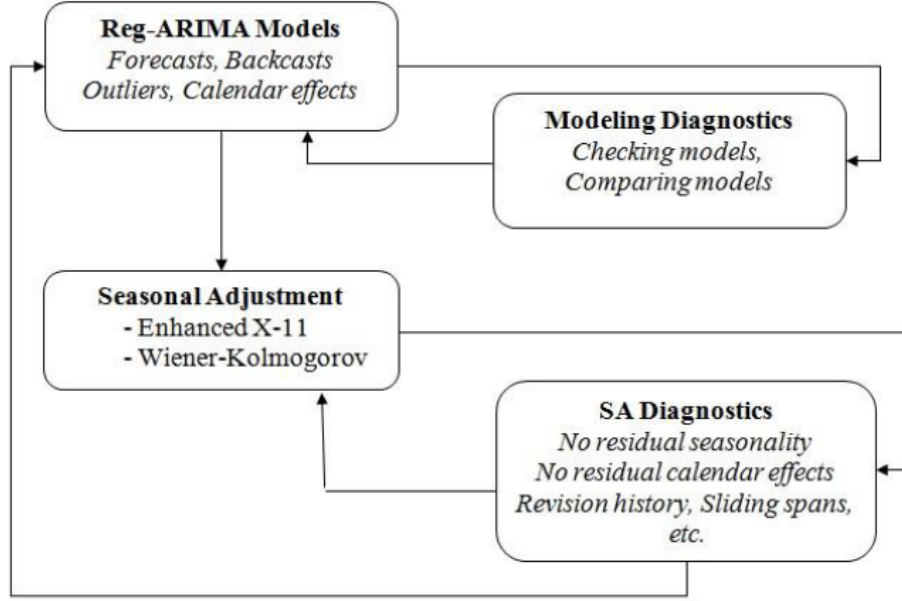 Reg-ARIMA Models
Forecasts, Backcasts
Outliers, Calendar effects
Modeling Diagnostics
Checking models,
Comparing models
Seasonal Adjustment
- Enhanced X-11
- Wiener-Kolmogorov
SA Diagnostics
No residual seasonality
No residual calendar effects
Revision history, Sliding spans,
etc.